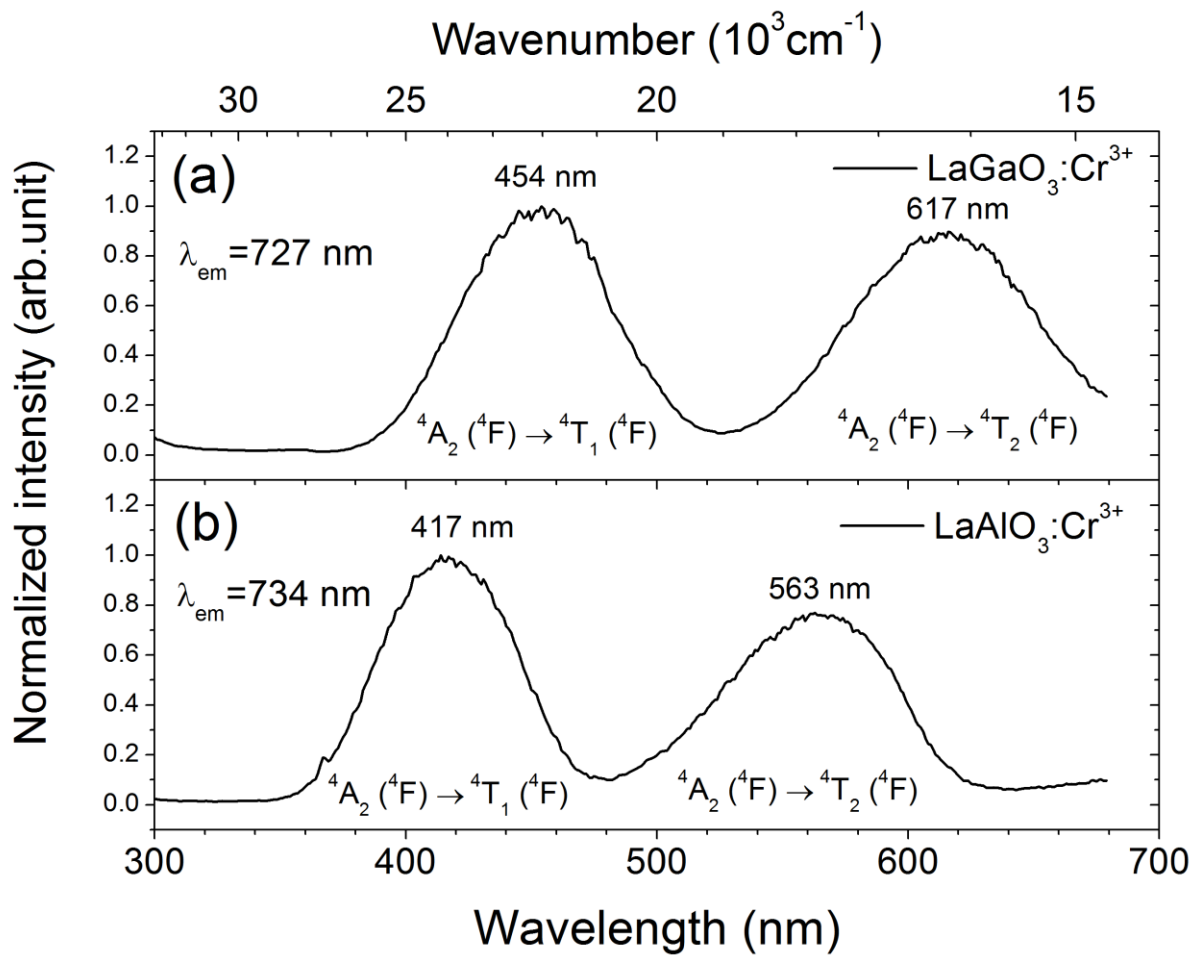 Wavenumber (10³cm⁻¹)
30 25 20 15
Normalized intensity (arb.unit)
(a)
454 nm
LaGaO₃:Cr³⁺
617 nm
λem=727 nm
⁴A₂ (⁴F) → ⁴T₁ (⁴F)
⁴A₂ (⁴F) → ⁴T₂ (⁴F)
1.2
1.0
0.8
0.6
0.4
0.2
0.0
(b)
417 nm
LaAlO₃:Cr³⁺
563 nm
λem=734 nm
⁴A₂ (⁴F) → ⁴T₁ (⁴F)
⁴A₂ (⁴F) → ⁴T₂ (⁴F)
1.2
1.0
0.8
0.6
0.4
0.2
0.0
300 400 500 600 700
Wavelength (nm)